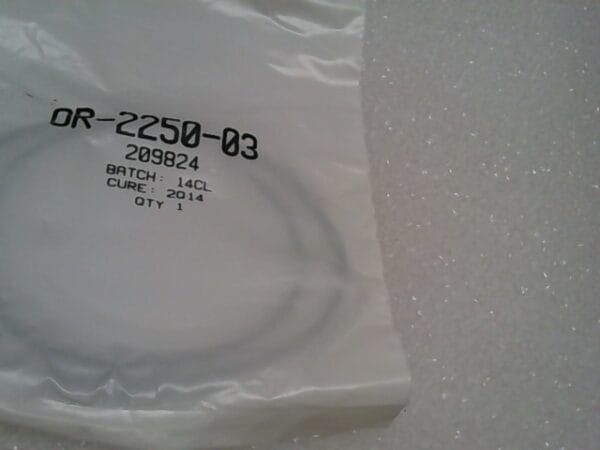 OR-2250-03
209824
BATCH: 14CL
CURE: 2014
QTY 1